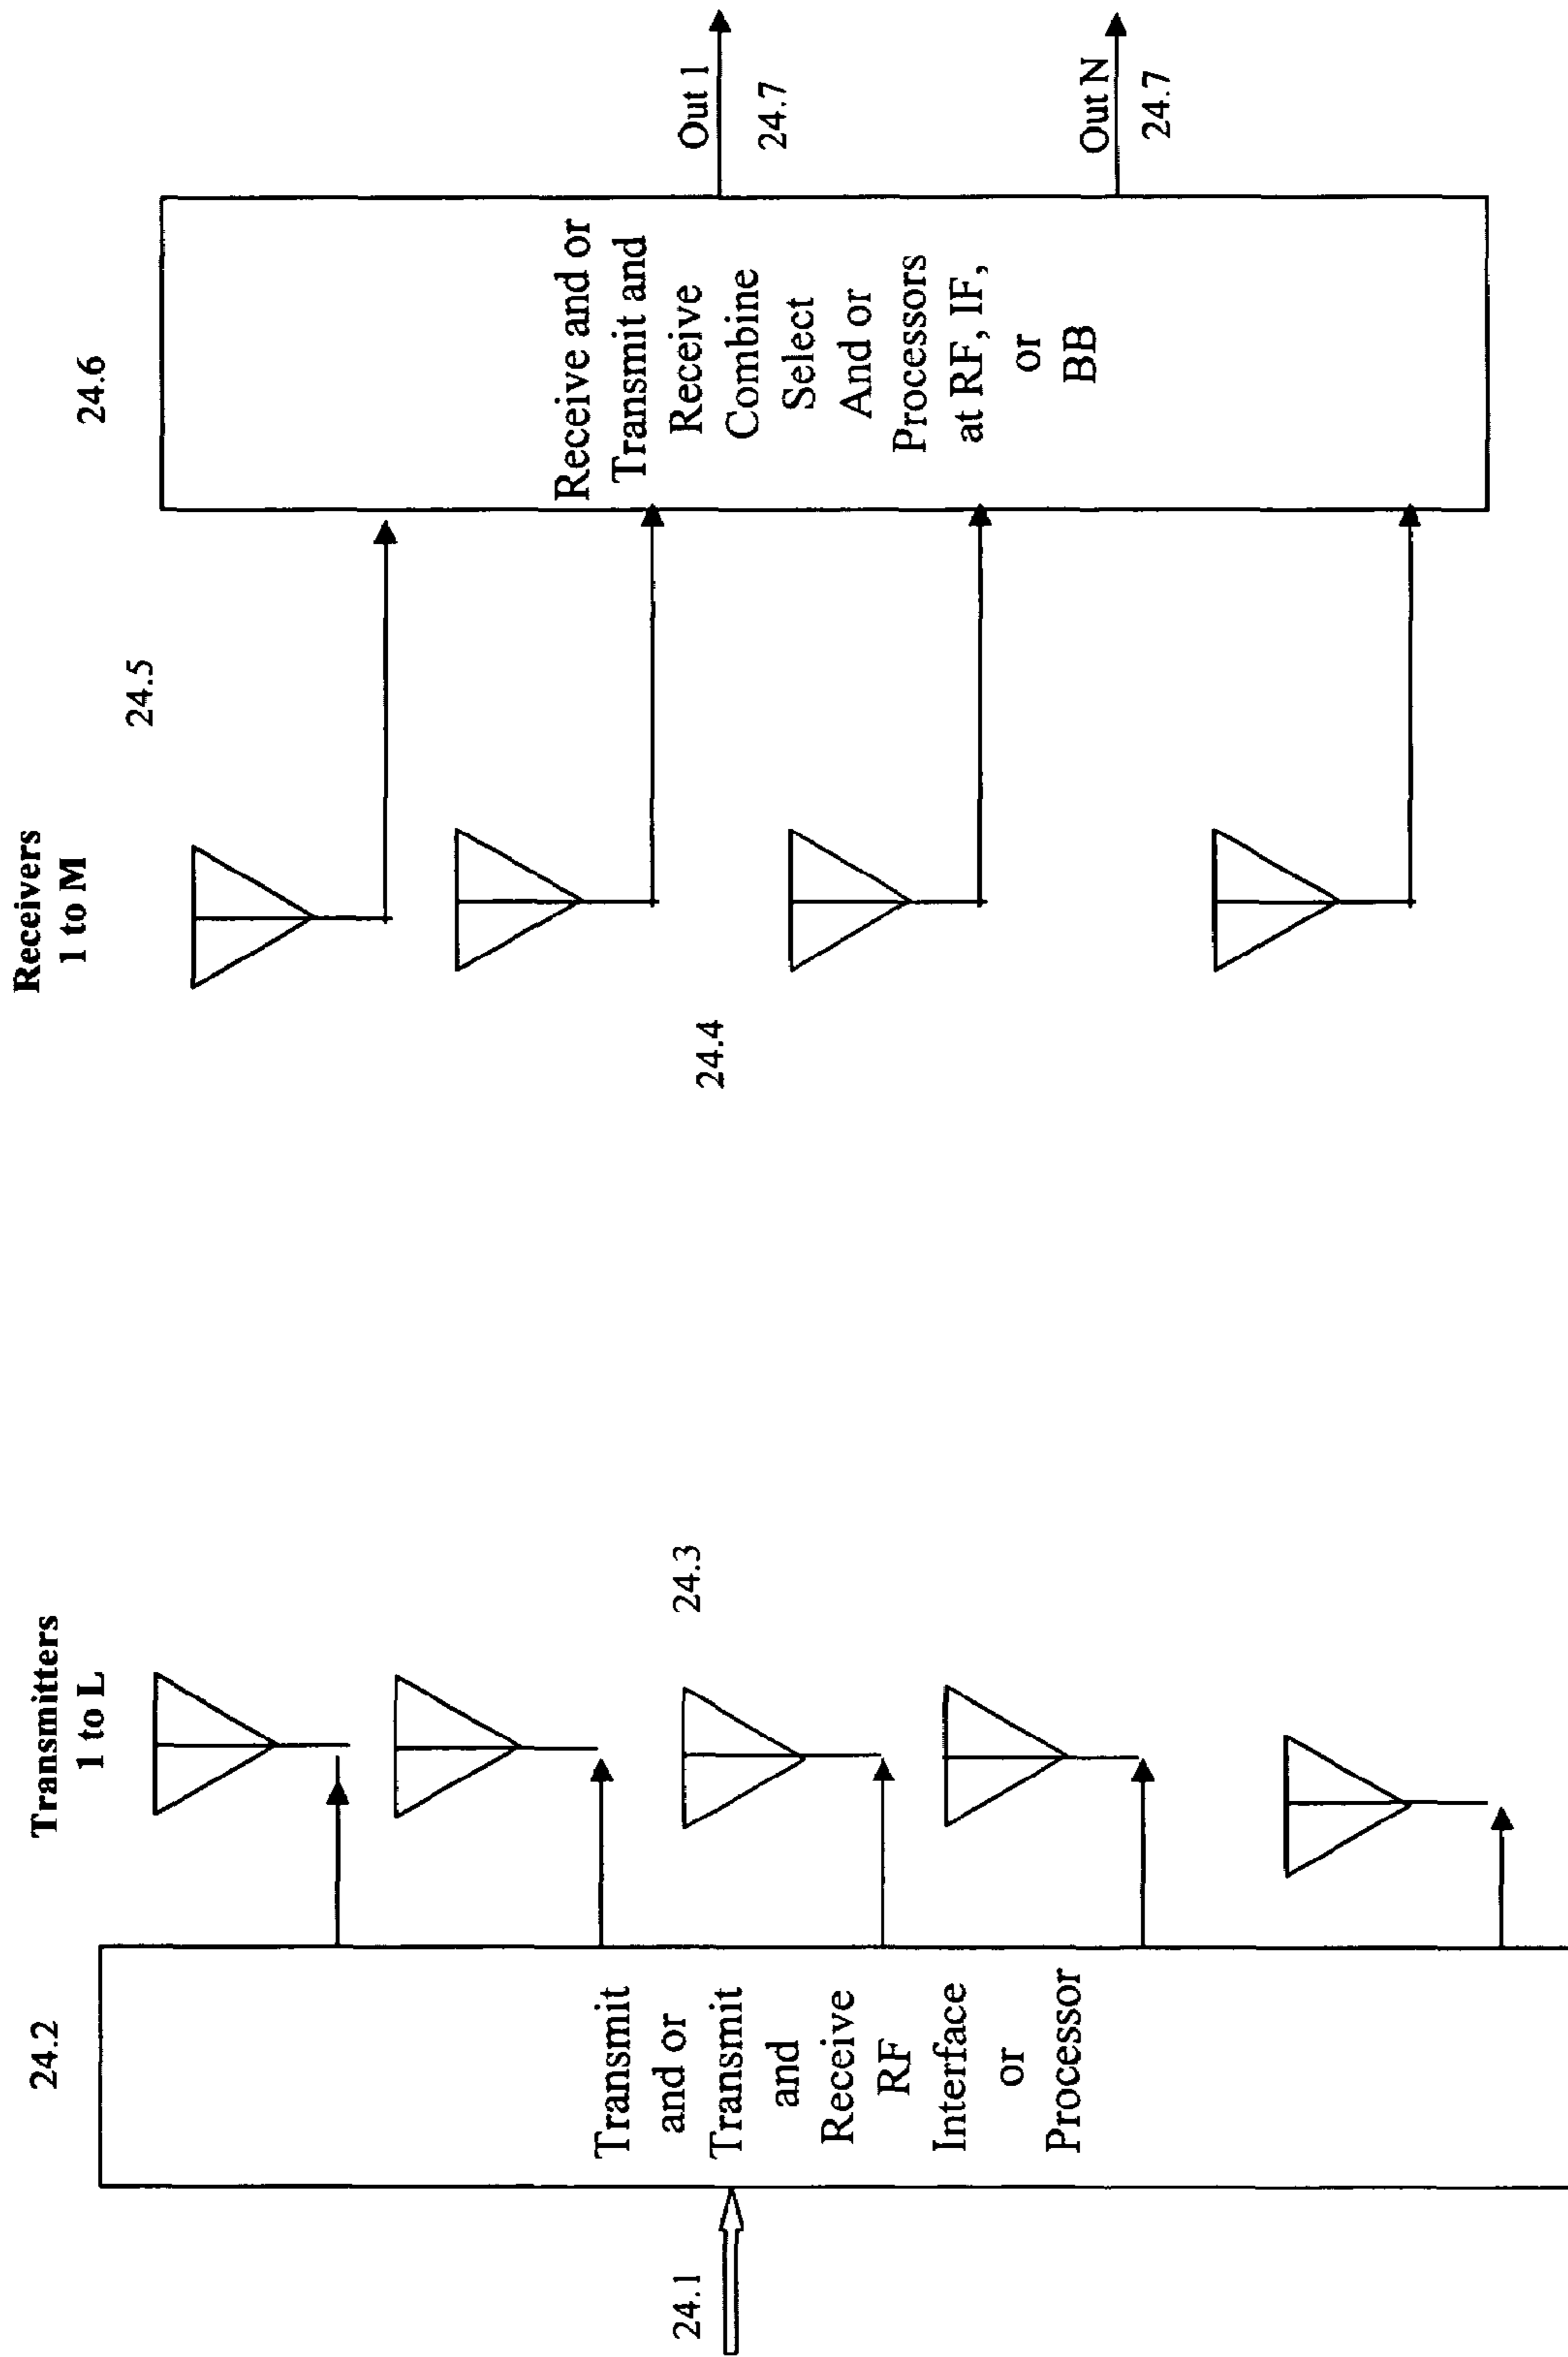 Transmitters
1 to L
Receivers
1 to M
24.1
24.2
Transmit
and or
Transmit
and
Receive
RF
Interface
or
Processor
24.3
24.4
24.5
24.6
Receive and or
Transmit and
Receive
Combine
Select
And or
Processors
at RF, IF,
or
BB
Out 1
24.7
Out N
24.7